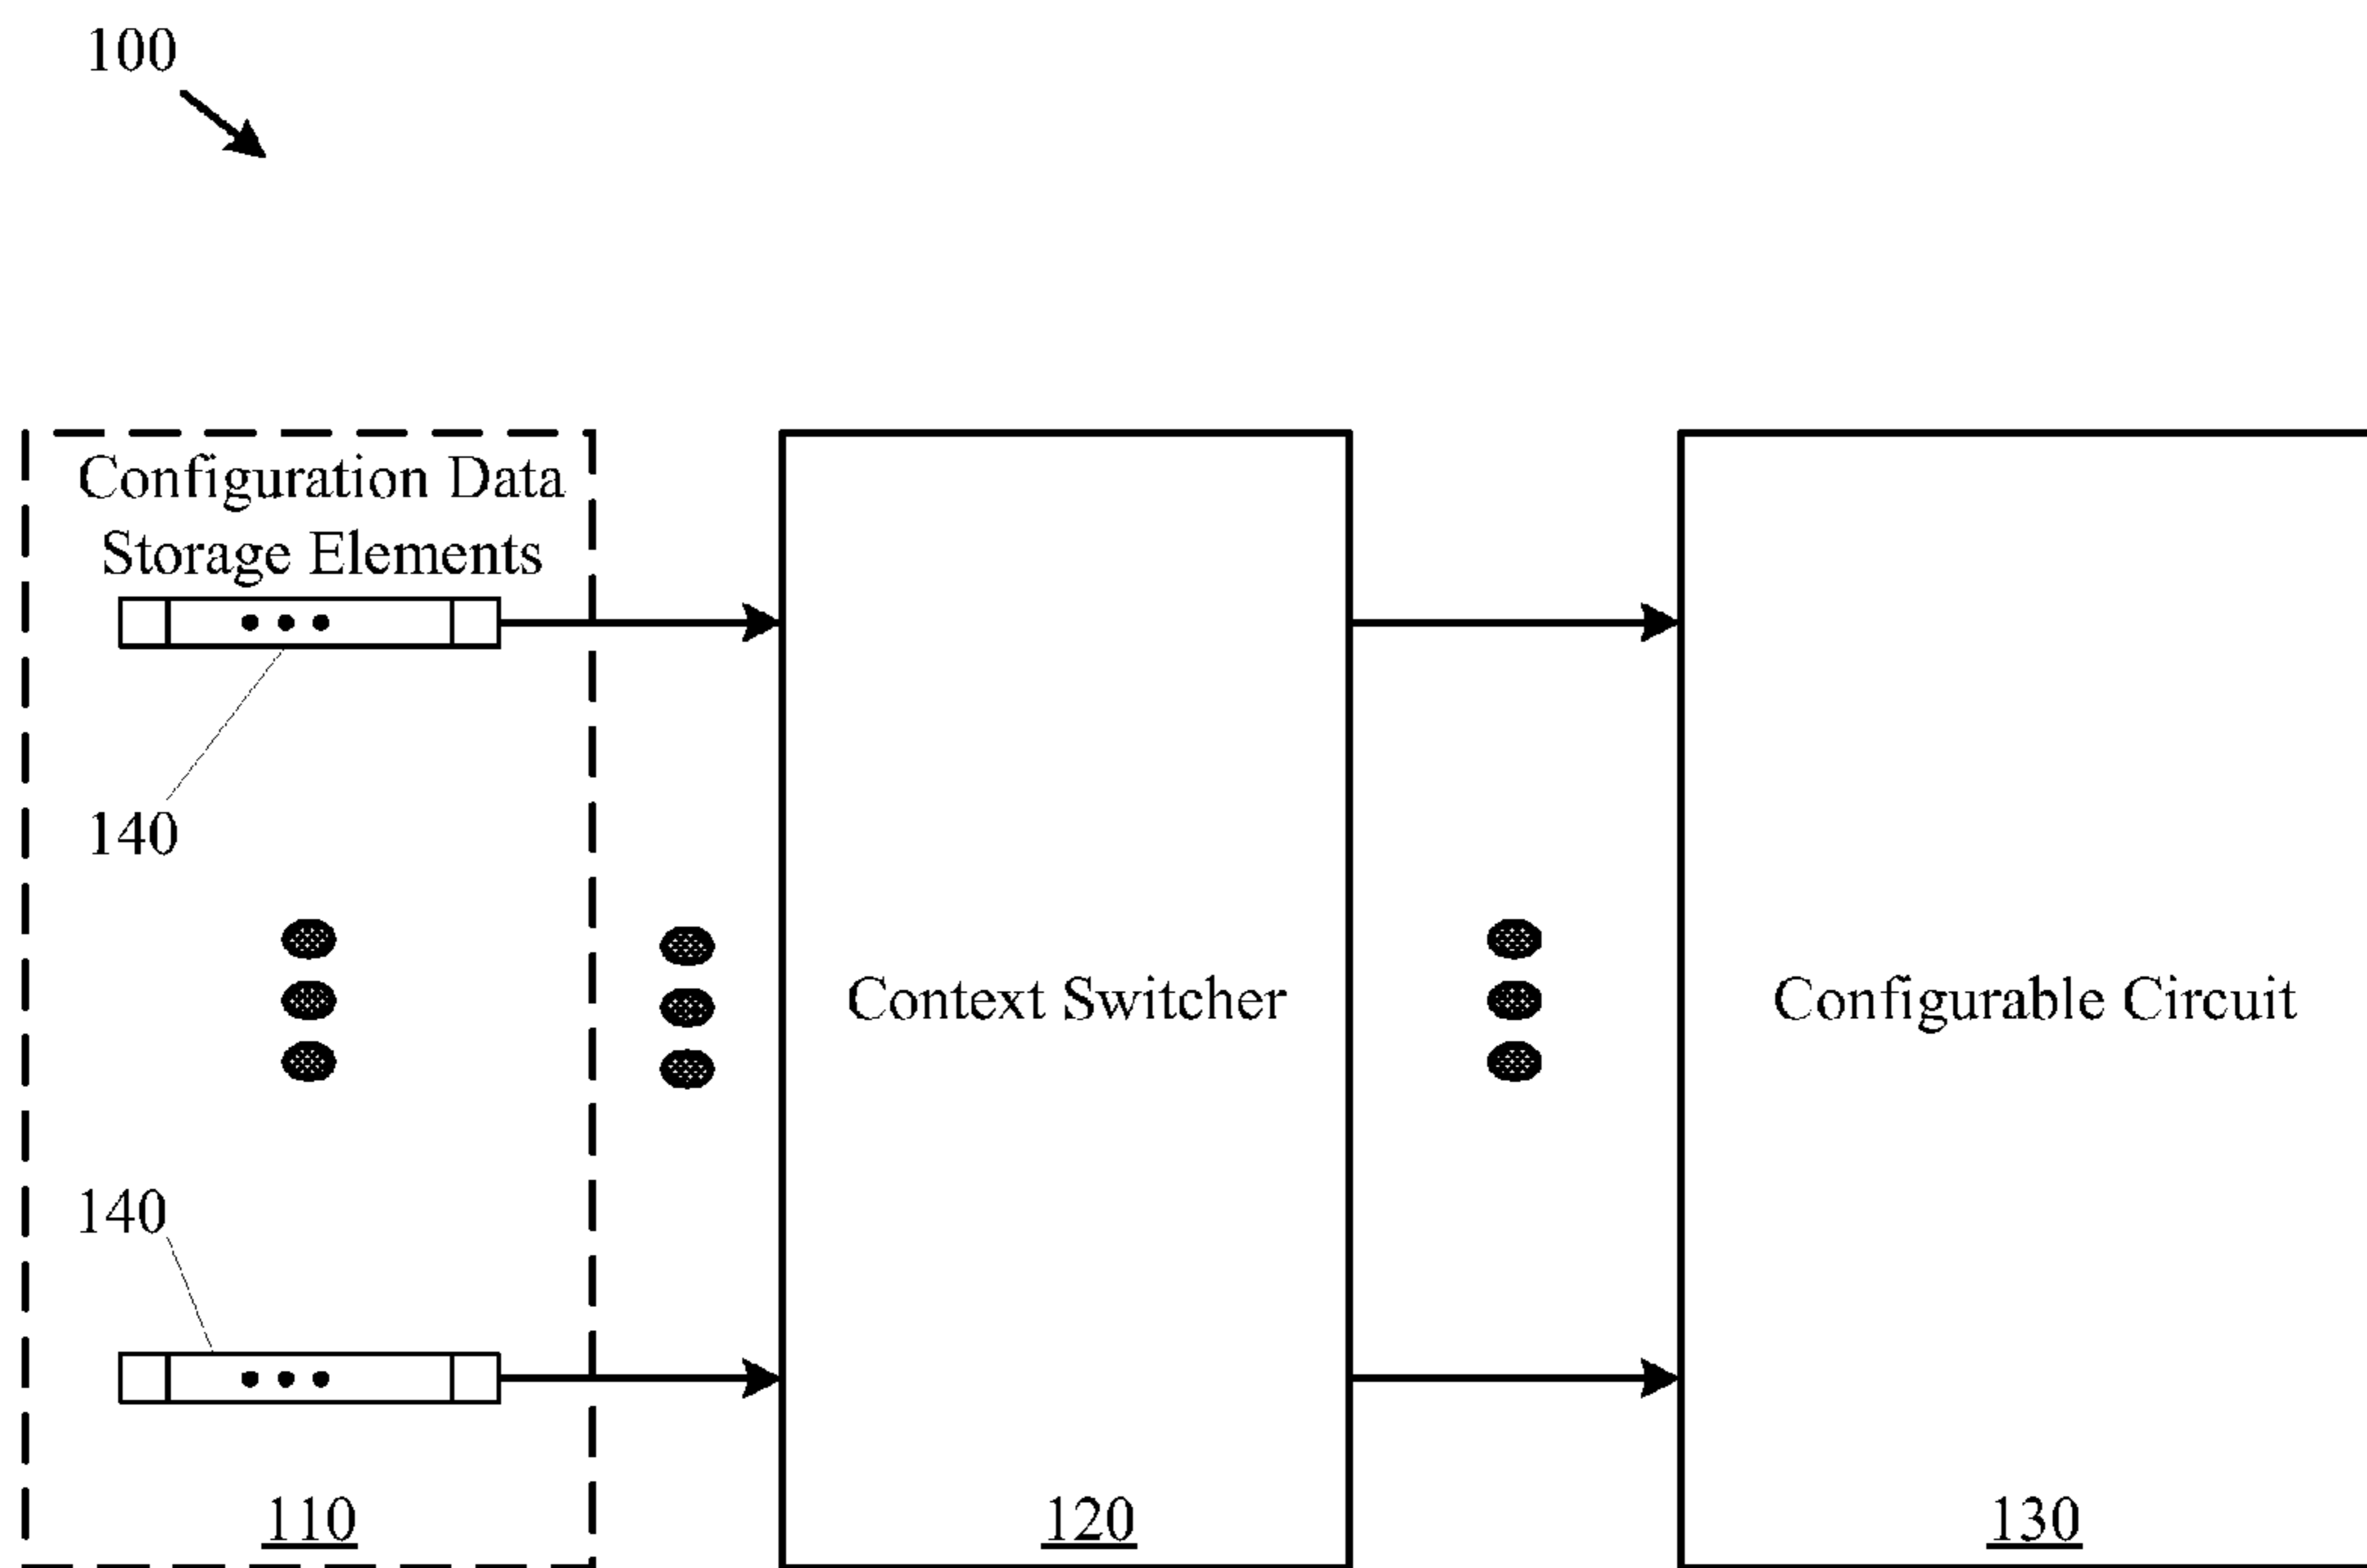 100
Configuration Data
Storage Elements
140
Context Switcher
Configurable Circuit
140
110
120
130